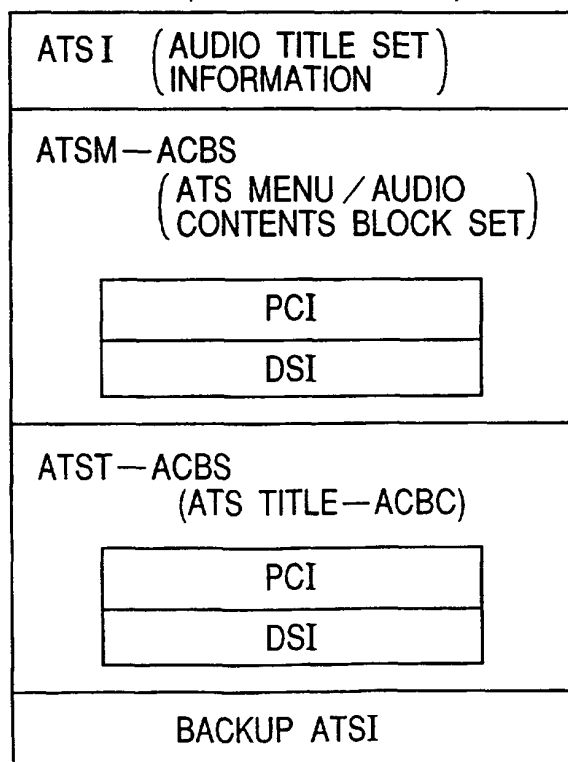 ATSI (AUDIO TITLE SET
INFORMATION)
ATSM—ACBS
(ATS MENU／AUDIO
CONTENTS BLOCK SET)
PCI
DSI
ATST—ACBS
(ATS TITLE—ACBC)
PCI
DSI
BACKUP ATSI